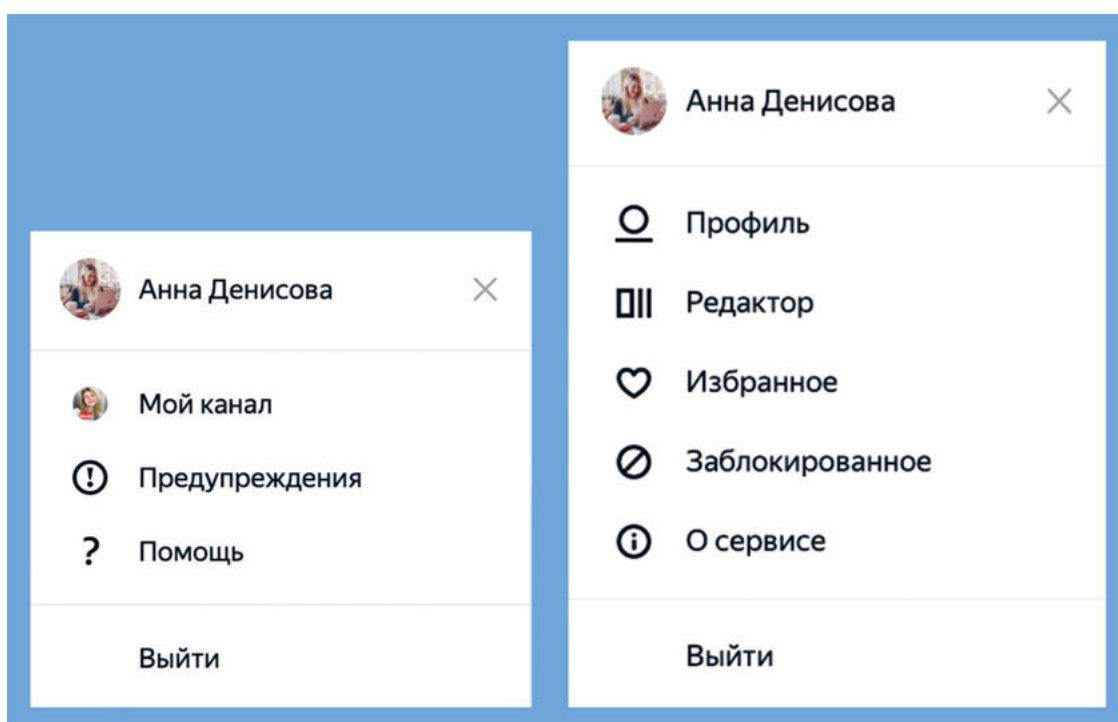 Анна Денисова
Мой канал
Предупреждения
? Помощь
Выйти
Анна Денисова
Профиль
Редактор
Избранное
Заблокированное
О сервисе
Выйти